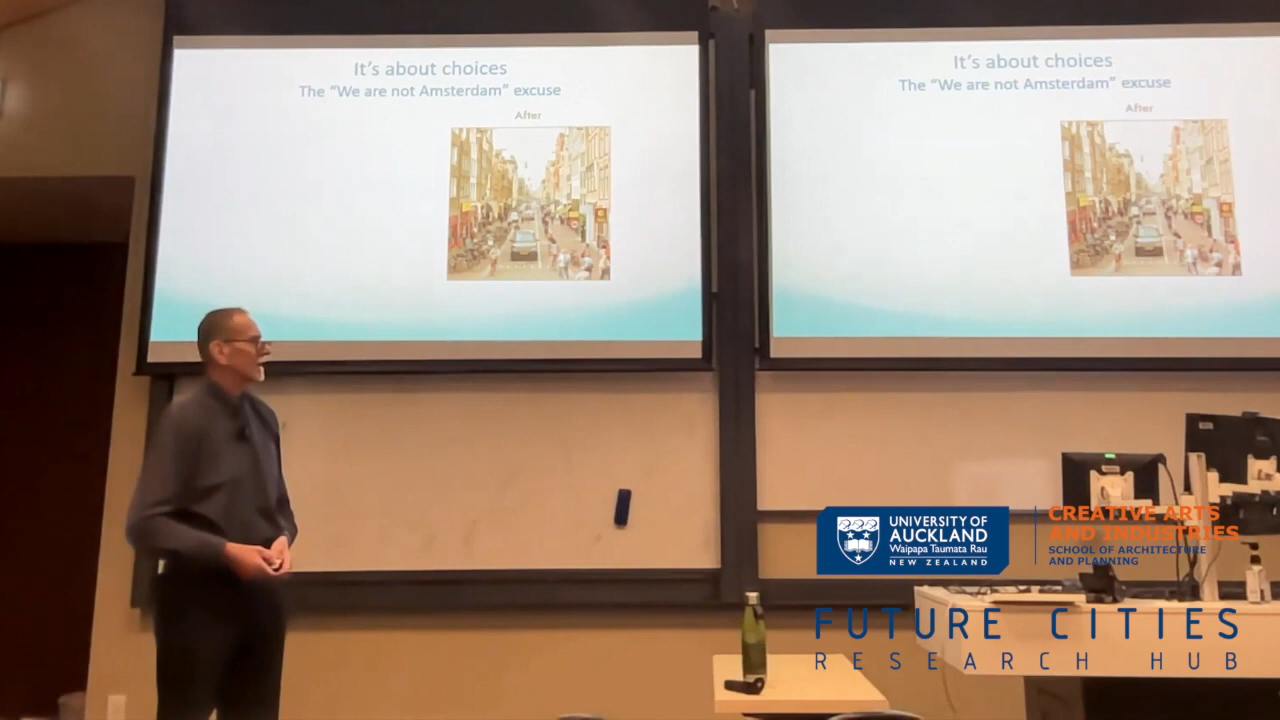 It's about choices
The “We are not Amsterdam” excuse
After
It's about choices
The “We are not Amsterdam” excuse
After
UNIVERSITY OF
AUCKLAND
Waipapa Taumata Rau
NEW ZEALAND
CREATIVE ARTS
AND INDUSTRIES
SCHOOL OF ARCHITECTURE
AND PLANNING
FUTURE CITIES
RESEARCH HUB